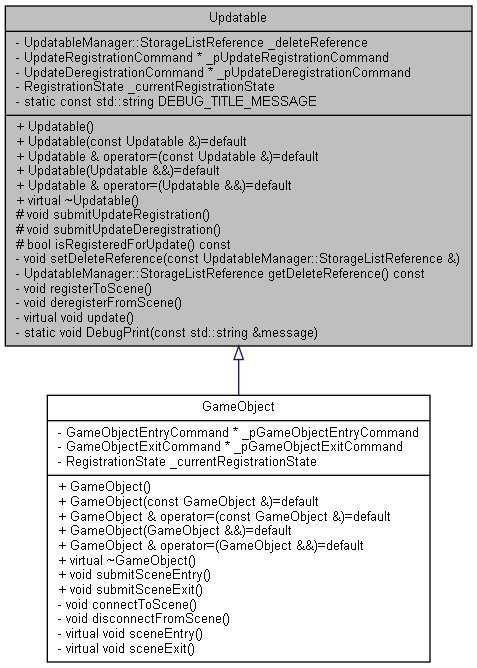 Updatable
- UpdatableManager::StorageListReference _deleteReference
- UpdateRegistrationCommand * _pUpdateRegistrationCommand
- UpdateDeregistrationCommand * _pUpdateDeregistrationCommand
- RegistrationState _currentRegistrationState
- static const std::string DEBUG_TITLE_MESSAGE
+ Updatable()
+ Updatable(const Updatable &)=default
+ Updatable & operator=(const Updatable &)=default
+ Updatable(Updatable &&)=default
+ Updatable & operator=(Updatable &&)=default
+ virtual ~Updatable()
# void submitUpdateRegistration()
# void submitUpdateDeregistration()
# bool isRegisteredForUpdate() const
- void setDeleteReference(const UpdatableManager::StorageListReference &)
- UpdatableManager::StorageListReference getDeleteReference() const
- void registerToScene()
- void deregisterFromScene()
- virtual void update()
- static void DebugPrint(const std::string &message)
GameObject
- GameObjectEntryCommand * _pGameObjectEntryCommand
- GameObjectExitCommand * _pGameObjectExitCommand
- RegistrationState _currentRegistrationState
+ GameObject()
+ GameObject(const GameObject &)=default
+ GameObject & operator=(const GameObject &)=default
+ GameObject(GameObject &&)=default
+ GameObject & operator=(GameObject &&)=default
+ virtual ~GameObject()
+ void submitSceneEntry()
+ void submitSceneExit()
- void connectToScene()
- void disconnectFromScene()
- virtual void sceneEntry()
- virtual void sceneExit()